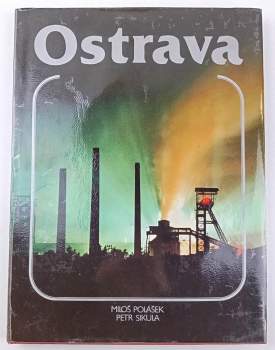 Ostrava
MILOŠ POLÁŠEK
PETR SIKULA